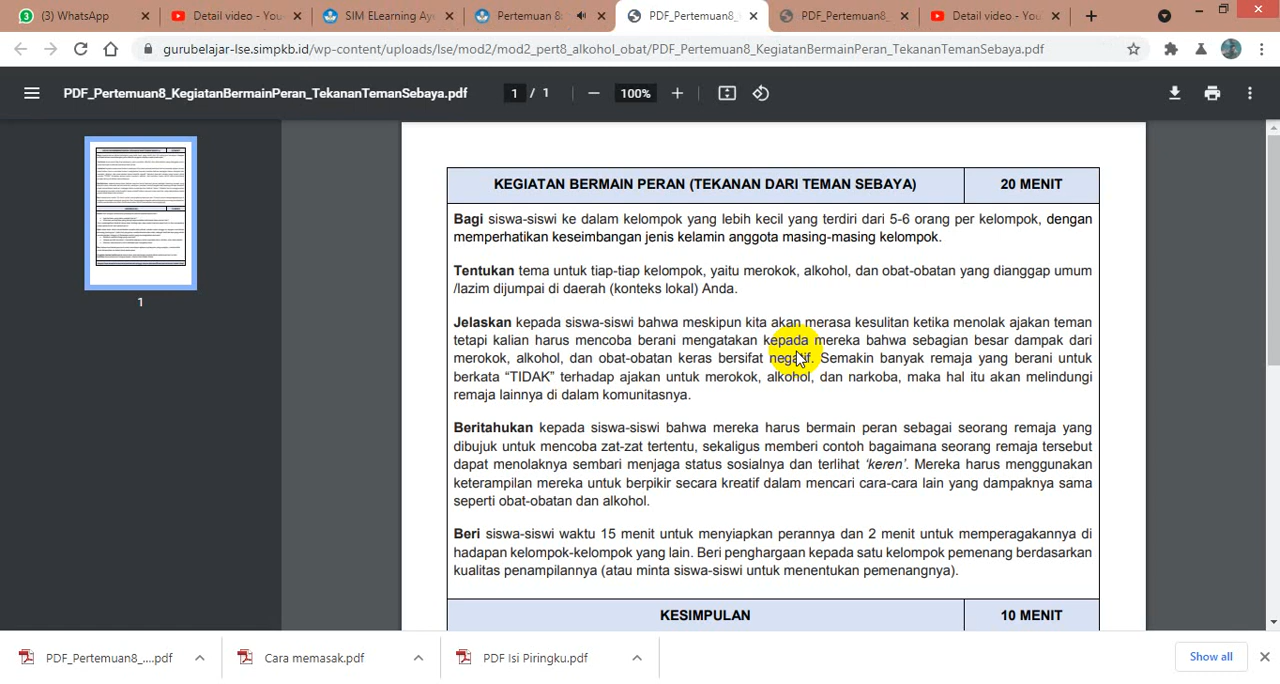 (3) WhatsApp
Detail video - You
SIM ELearning Aye
Pertemuan 8:
PDF_Pertemuan8_
PDF_Pertemuan8_
Detail video - You
gurubelajar-lse.simpkb.id/wp-content/uploads/lse/mod2/mod2_pert8_alkohol_obat/PDF_Pertemuan8_KegiatanBermainPeran_TekananTemanSebaya.pdf
PDF_Pertemuan8_KegiatanBermainPeran_TekananTemanSebaya.pdf
1 / 1
100%
1
KEGIATAN BERMAIN PERAN (TEKANAN DARI TEMAN SEBAYA) 20 MENIT
Bagi siswa-siswi ke dalam kelompok yang lebih kecil yang terdiri dari 5-6 orang per kelompok, dengan
memperhatikan keseimbangan jenis kelamin anggota masing-masing kelompok.
Tentukan tema untuk tiap-tiap kelompok, yaitu merokok, alkohol, dan obat-obatan yang dianggap umum
/lazim dijumpai di daerah (konteks lokal) Anda.
Jelaskan kepada siswa-siswi bahwa meskipun kita akan merasa kesulitan ketika menolak ajakan teman
tetapi kalian harus mencoba berani mengatakan kepada mereka bahwa sebagian besar dampak dari
merokok, alkohol, dan obat-obatan keras bersifat negatif. Semakin banyak remaja yang berani untuk
berkata “TIDAK” terhadap ajakan untuk merokok, alkohol, dan narkoba, maka hal itu akan melindungi
remaja lainnya di dalam komunitasnya.
Beritahukan kepada siswa-siswi bahwa mereka harus bermain peran sebagai seorang remaja yang
dibujuk untuk mencoba zat-zat tertentu, sekaligus memberi contoh bagaimana seorang remaja tersebut
dapat menolaknya sembari menjaga status sosialnya dan terlihat ‘keren’. Mereka harus menggunakan
keterampilan mereka untuk berpikir secara kreatif dalam mencari cara-cara lain yang dampaknya sama
seperti obat-obatan dan alkohol.
Beri siswa-siswi waktu 15 menit untuk menyiapkan perannya dan 2 menit untuk memperagakannya di
hadapan kelompok-kelompok yang lain. Beri penghargaan kepada satu kelompok pemenang berdasarkan
kualitas penampilannya (atau minta siswa-siswi untuk menentukan pemenangnya).
KESIMPULAN 10 MENIT
PDF_Pertemuan8_....pdf
Cara memasak.pdf
PDF Isi Piringku.pdf
Show all